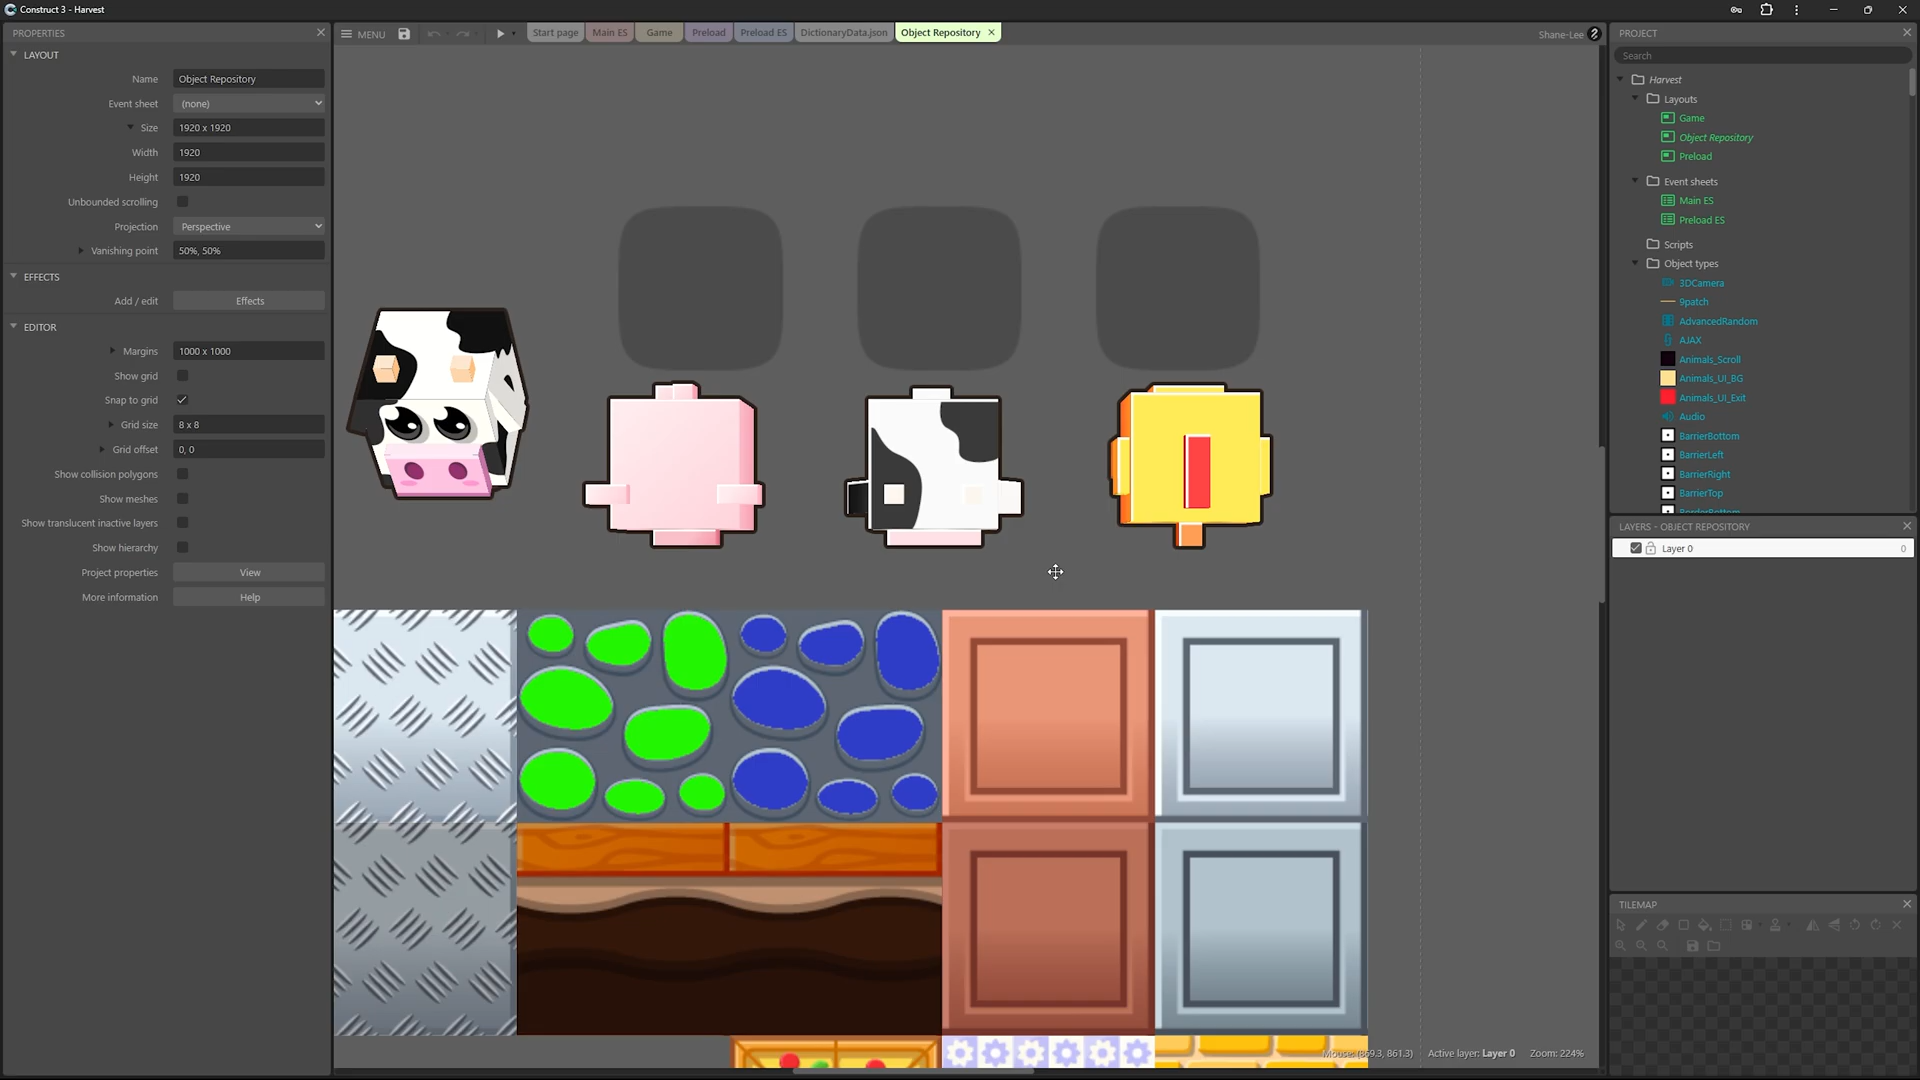 Construct 3 - Harvest
PROPERTIES
LAYOUT
Name Object Repository
Event sheet (none)
Size 1920 x 1920
Width 1920
Height 1920
Unbounded scrolling
Projection Perspective
Vanishing point 50%, 50%
EFFECTS
Add / edit Effects
EDITOR
Margins 1000 x 1000
Show grid
Snap to grid
Grid size 8 x 8
Grid offset 0, 0
Show collision polygons
Show meshes
Show translucent inactive layers
Show hierarchy
Project properties View
More information Help
MENU
Start page Main ES Game Preload Preload ES DictionaryData.json Object Repository
Shane-Lee
Active layer: Layer 0 Zoom: 224%
PROJECT
Search
Harvest
Layouts
Game
Object Repository
Preload
Event sheets
Main ES
Preload ES
Scripts
Object types
3DCamera
9patch
AdvancedRandom
AJAX
Animals_Scroll
Animals_UI_BG
Animals_UI_Exit
Audio
BarrierBottom
BarrierLeft
BarrierRight
BarrierTop
LAYERS - OBJECT REPOSITORY
Layer 0 0
TILEMAP